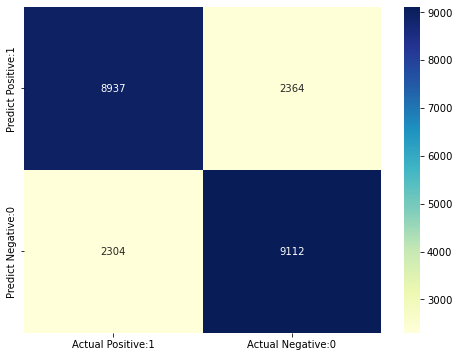 Predict Positive:1
8937
2364
Predict Negative:0
2304
9112
Actual Positive:1
Actual Negative:0
9000
8000
7000
6000
5000
4000
3000